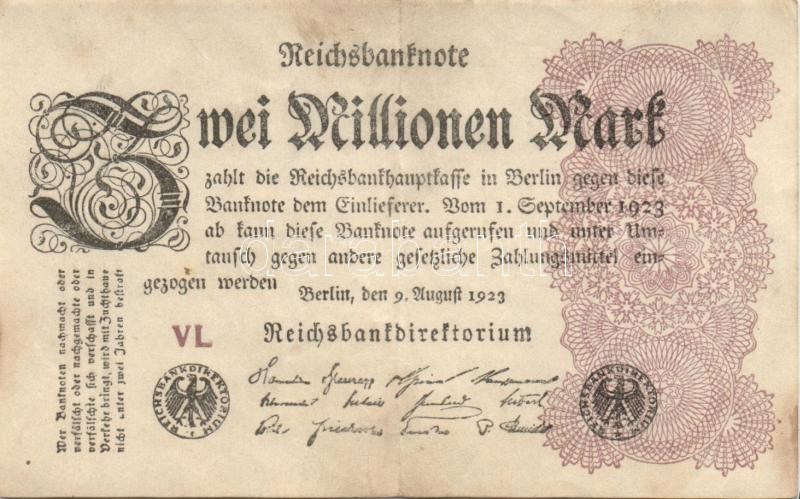 Reichsbanknote
Zwei Millionen Mark
zahlt die Reichsbankhauptkasse in Berlin gegen diese
Banknote dem Einlieferer. Vom 1. September 1923
ab kann diese Banknote aufgerufen und unter Um-
tausch gegen andere gesetzliche Zahlungsmittel ein-
gezogen werden
Berlin, den 9. August 1923
VL
Reichsbankdirektorium
Wer Banknoten nachmacht oder
verfälscht oder nachgemachte oder
verfälschte sich verschafft und in
Verkehr bringt, wird mit Zuchthaus
nicht unter zwei Jahren bestraft
REICHSBANKDIREKTORIUM
REICHSBANKDIREKTORIUM
darabanth